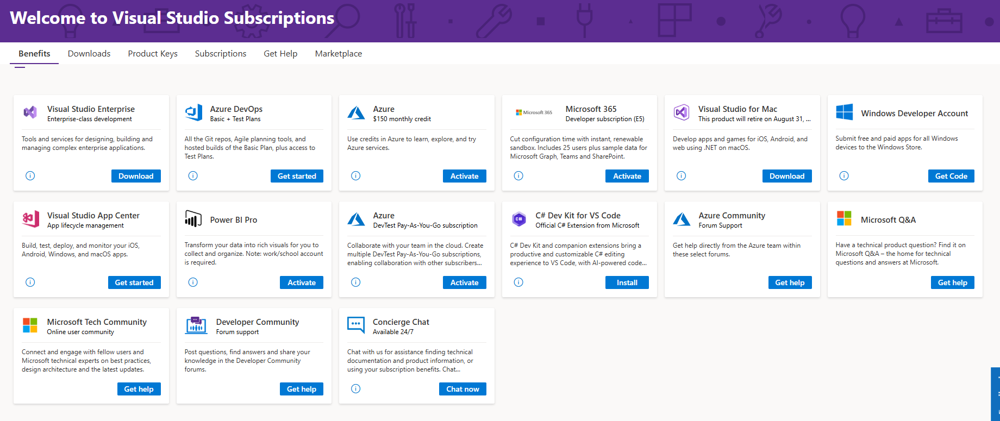 Welcome to Visual Studio Subscriptions
Benefits
Downloads
Product Keys
Subscriptions
Get Help
Marketplace
Visual Studio Enterprise
Enterprise-class development
Tools and services for designing, building and
managing complex enterprise applications.
Download
Azure DevOps
Basic + Test Plans
All the Git repos, Agile planning tools, and
hosted builds of the Basic Plan, plus access to
Test Plans.
Get started
Azure
$150 monthly credit
Use credits in Azure to learn, explore, and try
Azure services.
Activate
Microsoft 365
Microsoft 365
Developer subscription (E5)
Cut configuration time with instant, renewable
sandbox. Includes 25 users plus sample data for
Microsoft Graph, Teams and SharePoint.
Activate
Visual Studio for Mac
This product will retire on August 31, ...
Develop apps and games for iOS, Android, and
web using .NET on macOS.
Download
Windows Developer Account
Submit free and paid apps for all Windows
devices to the Windows Store.
Get Code
Visual Studio App Center
App lifecycle management
Build, test, deploy, and monitor your iOS,
Android, Windows, and macOS apps.
Get started
Power BI Pro
Transform your data into rich visuals for you to
collect and organize. Note: work/school account
is required.
Activate
Azure
DevTest Pay-As-You-Go subscription
Collaborate with your team in the cloud. Create
multiple DevTest Pay-As-You-Go subscriptions,
enabling collaboration with other subscribers...
Activate
C#
C# Dev Kit for VS Code
Official C# Extension from Microsoft
C# Dev Kit and companion extensions bring a
productive and customizable C# editing
experience to VS Code, with AI-powered code...
Install
Azure Community
Forum Support
Get help directly from the Azure team within
these select forums.
Get help
Microsoft Q&A
Have a technical product question? Find it on
Microsoft Q&A – the home for technical
questions and answers at Microsoft.
Get help
Microsoft Tech Community
Online user community
Connect and engage with fellow users and
Microsoft technical experts on best practices,
design architecture and the latest updates.
Get help
Developer Community
Forum support
Post questions, find answers and share your
knowledge in the Developer Community
forums.
Get help
Concierge Chat
Available 24/7
Chat with us for assistance finding technical
documentation and product information, or
using your subscription benefits. Chat...
Chat now